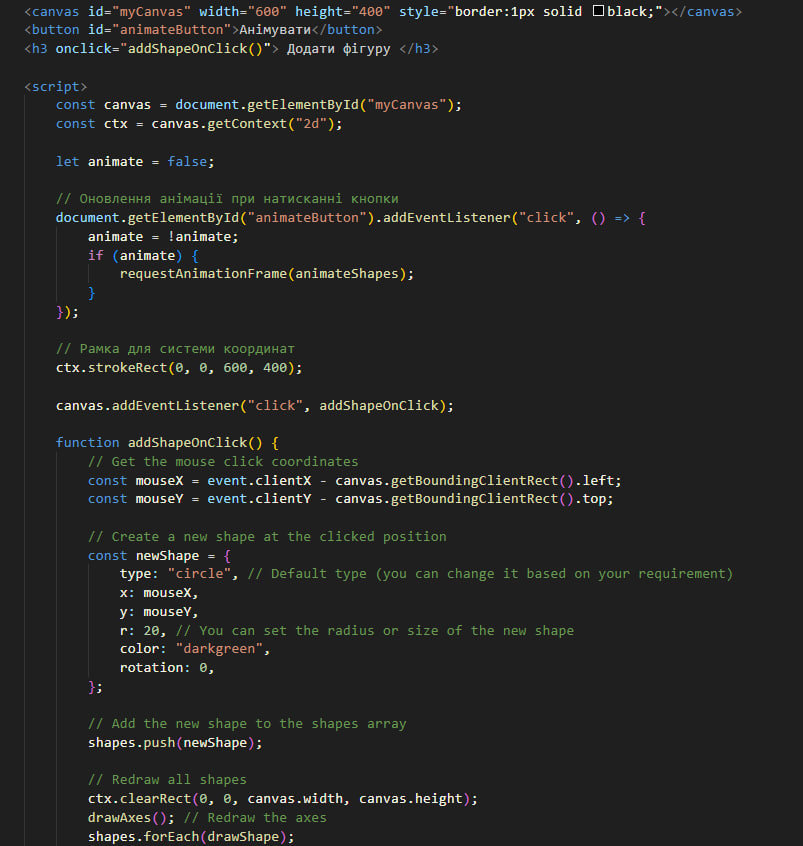 <canvas id="myCanvas" width="600" height="400" style="border:1px solid black;"></canvas>
<button id="animateButton">Анімувати</button>
<h3 onclick="addShapeOnClick()"> Додати фігуру </h3>
<script>
const canvas = document.getElementById("myCanvas");
const ctx = canvas.getContext("2d");
let animate = false;
// Оновлення анімації при натисканні кнопки
document.getElementById("animateButton").addEventListener("click", () => {
animate = !animate;
if (animate) {
requestAnimationFrame(animateShapes);
}
});
// Рамка для системи координат
ctx.strokeRect(0, 0, 600, 400);
canvas.addEventListener("click", addShapeOnClick);
function addShapeOnClick() {
// Get the mouse click coordinates
const mouseX = event.clientX - canvas.getBoundingClientRect().left;
const mouseY = event.clientY - canvas.getBoundingClientRect().top;
// Create a new shape at the clicked position
const newShape = {
type: "circle", // Default type (you can change it based on your requirement)
x: mouseX,
y: mouseY,
r: 20, // You can set the radius or size of the new shape
color: "darkgreen",
rotation: 0,
};
// Add the new shape to the shapes array
shapes.push(newShape);
// Redraw all shapes
ctx.clearRect(0, 0, canvas.width, canvas.height);
drawAxes(); // Redraw the axes
shapes.forEach(drawShape);